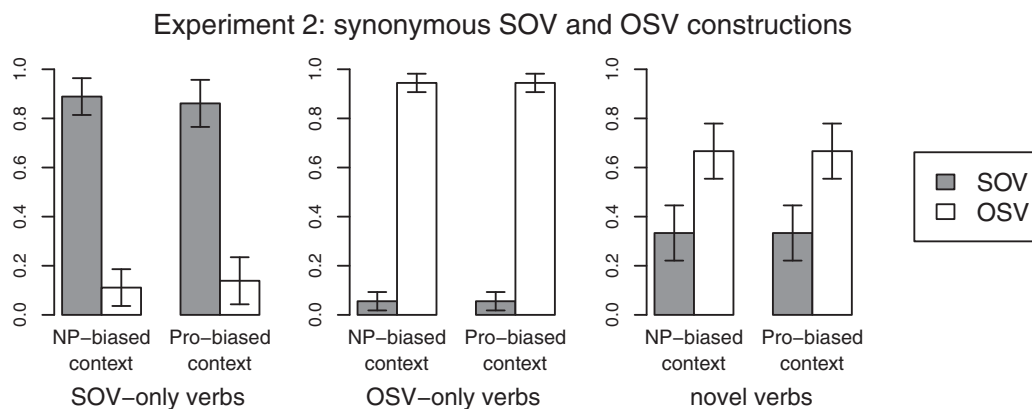 Experiment 2: synonymous SOV and OSV constructions
0.0 0.2 0.4 0.6 0.8 1.0
NP−biased context
Pro−biased context
SOV−only verbs
0.0 0.2 0.4 0.6 0.8 1.0
NP−biased context
Pro−biased context
OSV−only verbs
0.0 0.2 0.4 0.6 0.8 1.0
NP−biased context
Pro−biased context
novel verbs
SOV
OSV